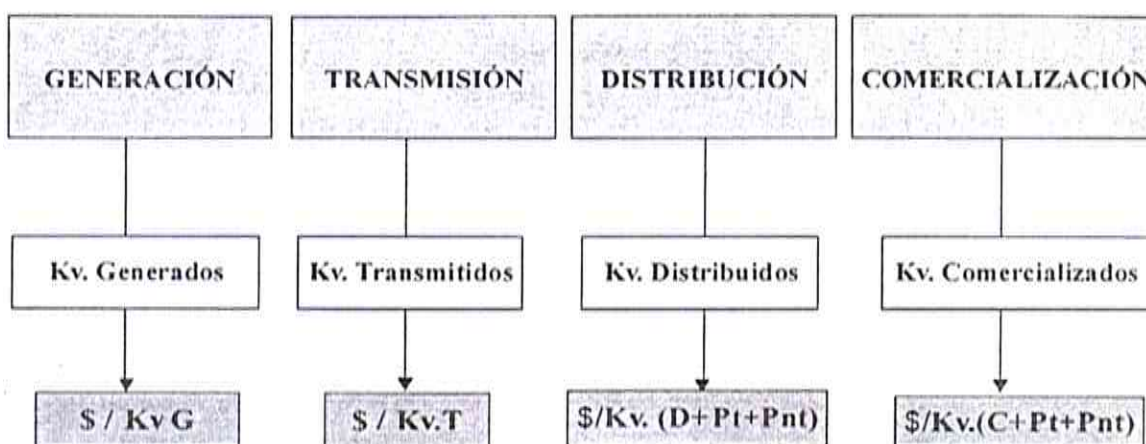 GENERACIÓN
TRANSMISIÓN
DISTRIBUCIÓN
COMERCIALIZACIÓN
Kv. Generados
Kv. Transmitidos
Kv. Distribuidos
Kv. Comercializados
$ / Kv G
$ / Kv.T
$/Kv. (D+Pt+Pnt)
$/Kv.(C+Pt+Pnt)